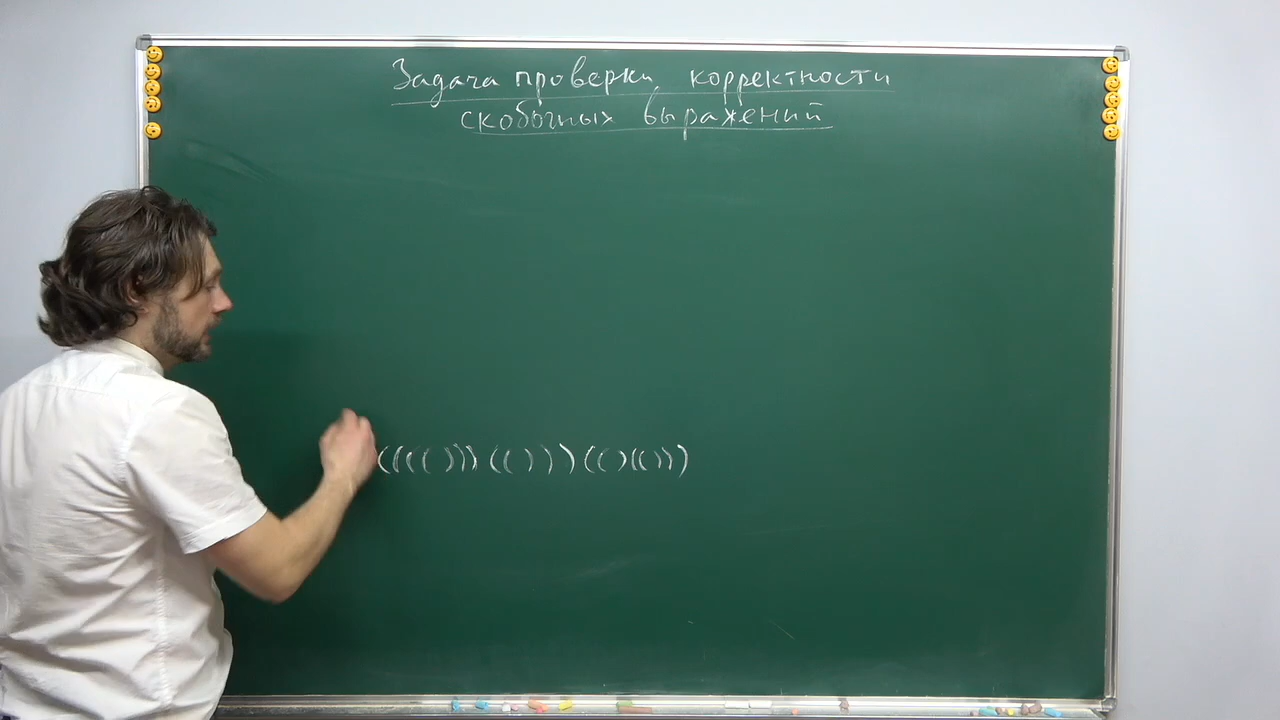 Задача проверки корректности
скобочных выражений
((((()))(()))(()(()))